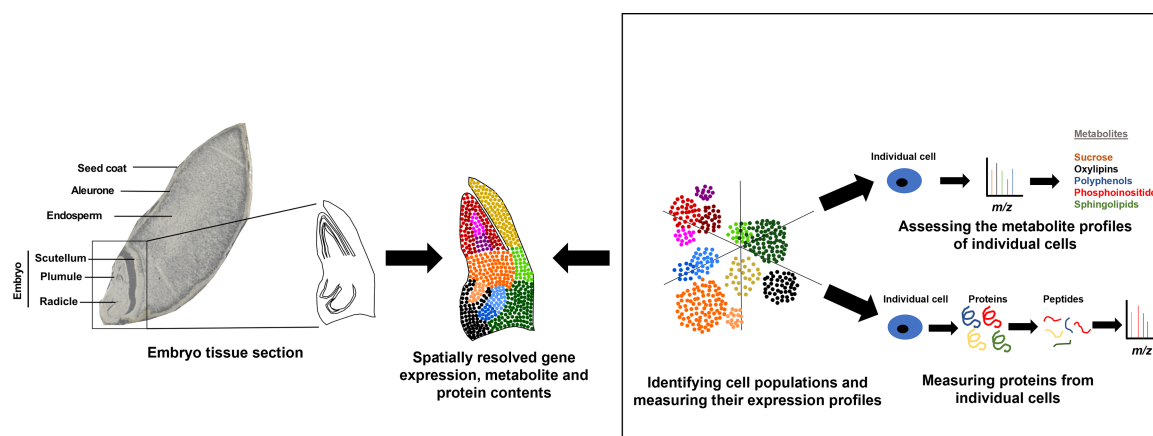 Seed coat
Aleurone
Endosperm
Embryo
Scutellum
Plumule
Radicle
Embryo tissue section
Spatially resolved gene
expression, metabolite and
protein contents
Identifying cell populations and
measuring their expression profiles
Individual cell
m/z
Metabolites
Sucrose
Oxylipins
Polyphenols
Phosphoinositide
Sphingolipids
Assessing the metabolite profiles
of individual cells
Individual cell
Proteins
Peptides
m/z
Measuring proteins from
individual cells